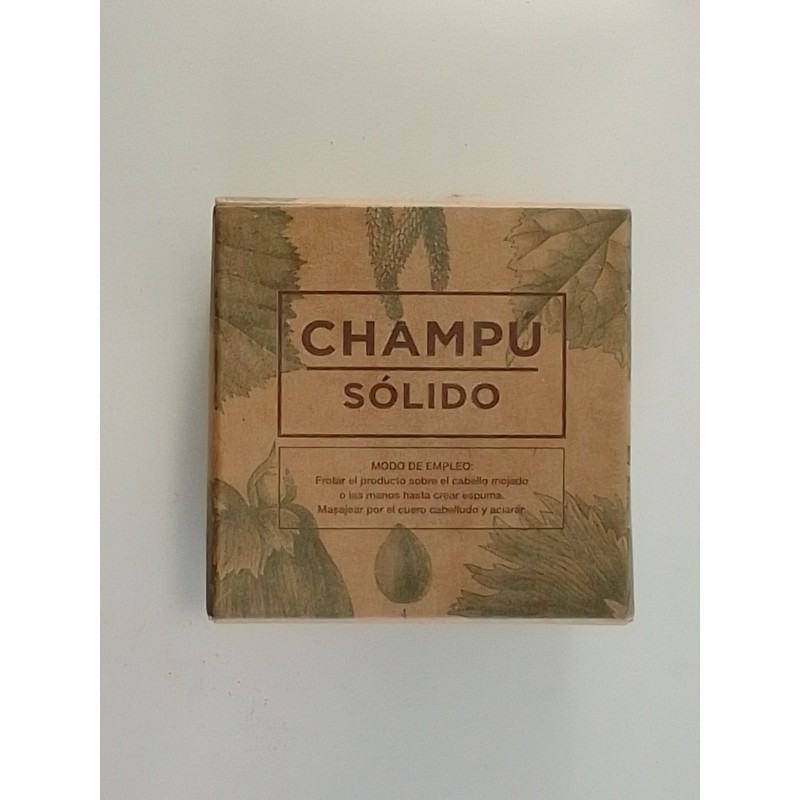 CHAMPU
SÓLIDO
MODO DE EMPLEO:
Frotar el producto sobre el cabello mojado
o las manos hasta crear espuma.
Masajear por el cuero cabelludo y aclarar